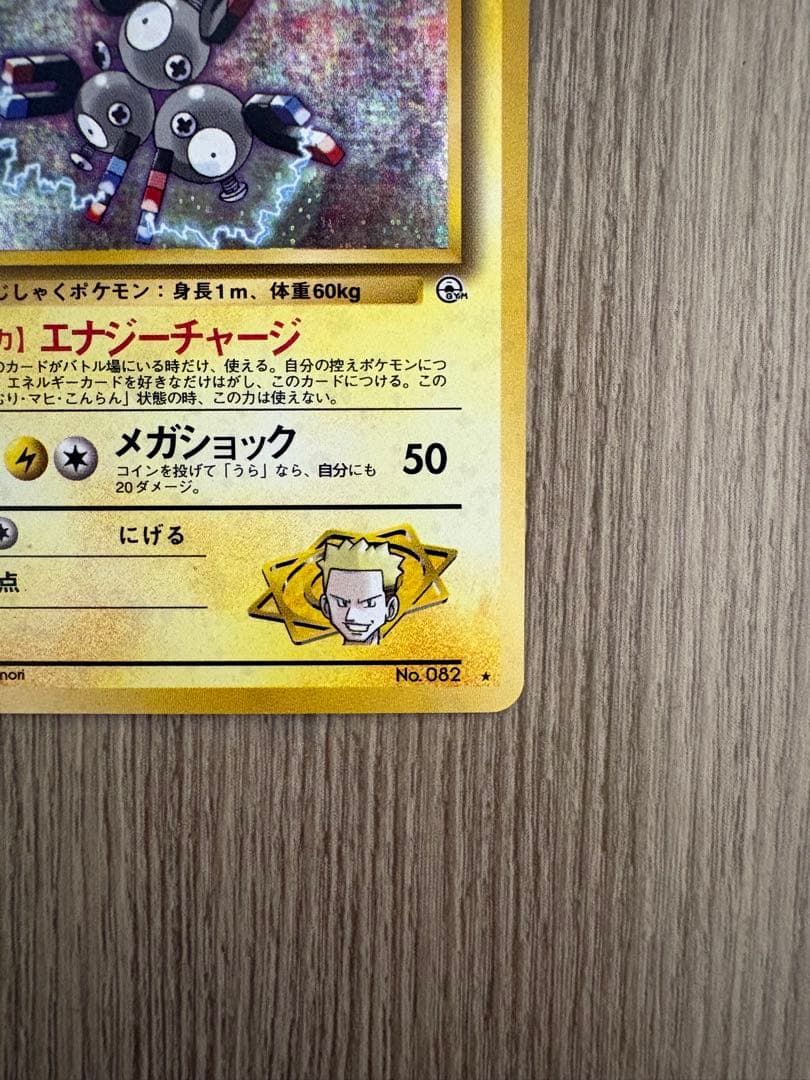 じしゃくポケモン：身長1m、体重60kg
GYM
力】エナジーチャージ
のカードがバトル場にいる時だけ、使える。自分の控えポケモンにつ
エネルギーカードを好きなだけはがし、このカードにつける。この
むり・マヒ・こんらん」状態の時、この力は使えない。
メガショック 50
コインを投げて「うら」なら、自分にも
20ダメージ。
にげる
点
nori
No. 082 ★